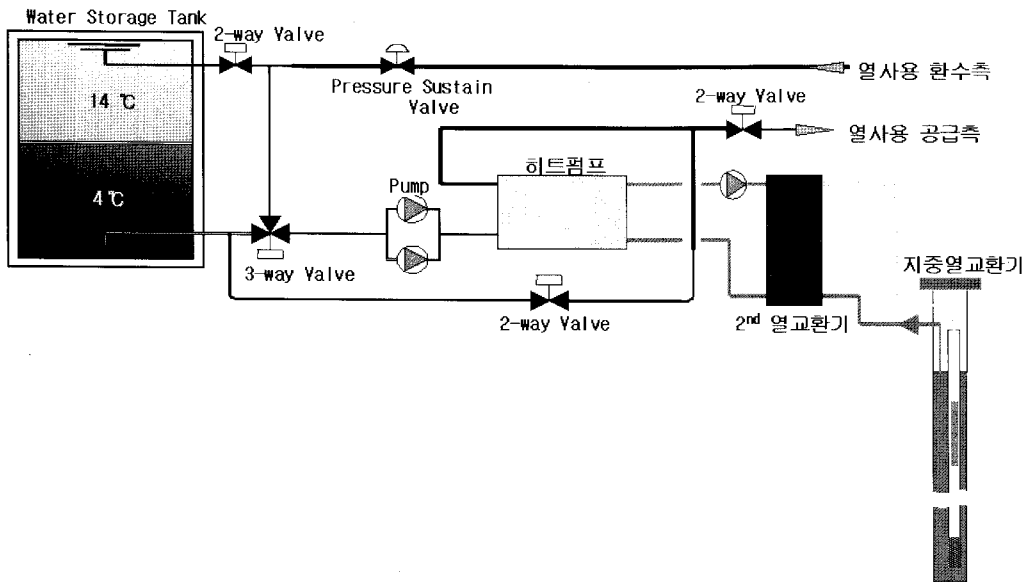 Water Storage Tank
2-way Valve
14 ℃
Pressure Sustain
Valve
열사용 환수측
2-way Valve
열사용 공급측
히트펌프
Pump
4 ℃
3-way Valve
2-way Valve
2nd 열교환기
지중열교환기